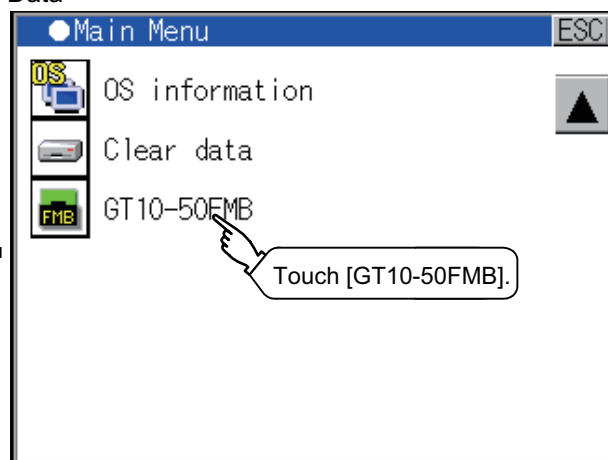 Data
●Main Menu ESC
OS OS information
▲
Clear data
FMB GT10-50FMB
Touch [GT10-50FMB].